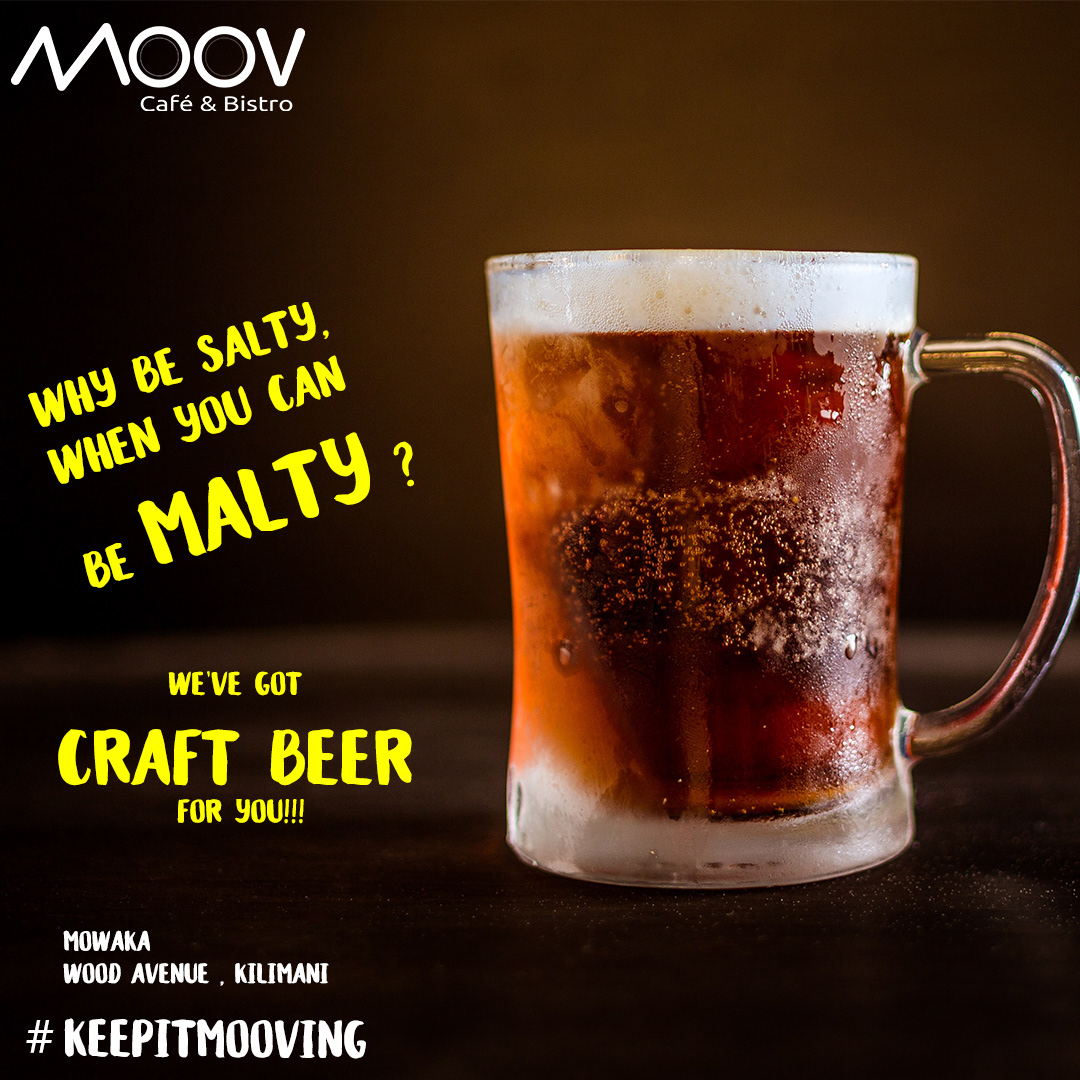 MOOV
Café & Bistro
WHY BE SALTY,
WHEN YOU CAN
BE MALTY ?
WE'VE GOT
CRAFT BEER
FOR YOU!!!
MOWAKA
WOOD AVENUE , KILIMANI
# KEEPITMOOVING